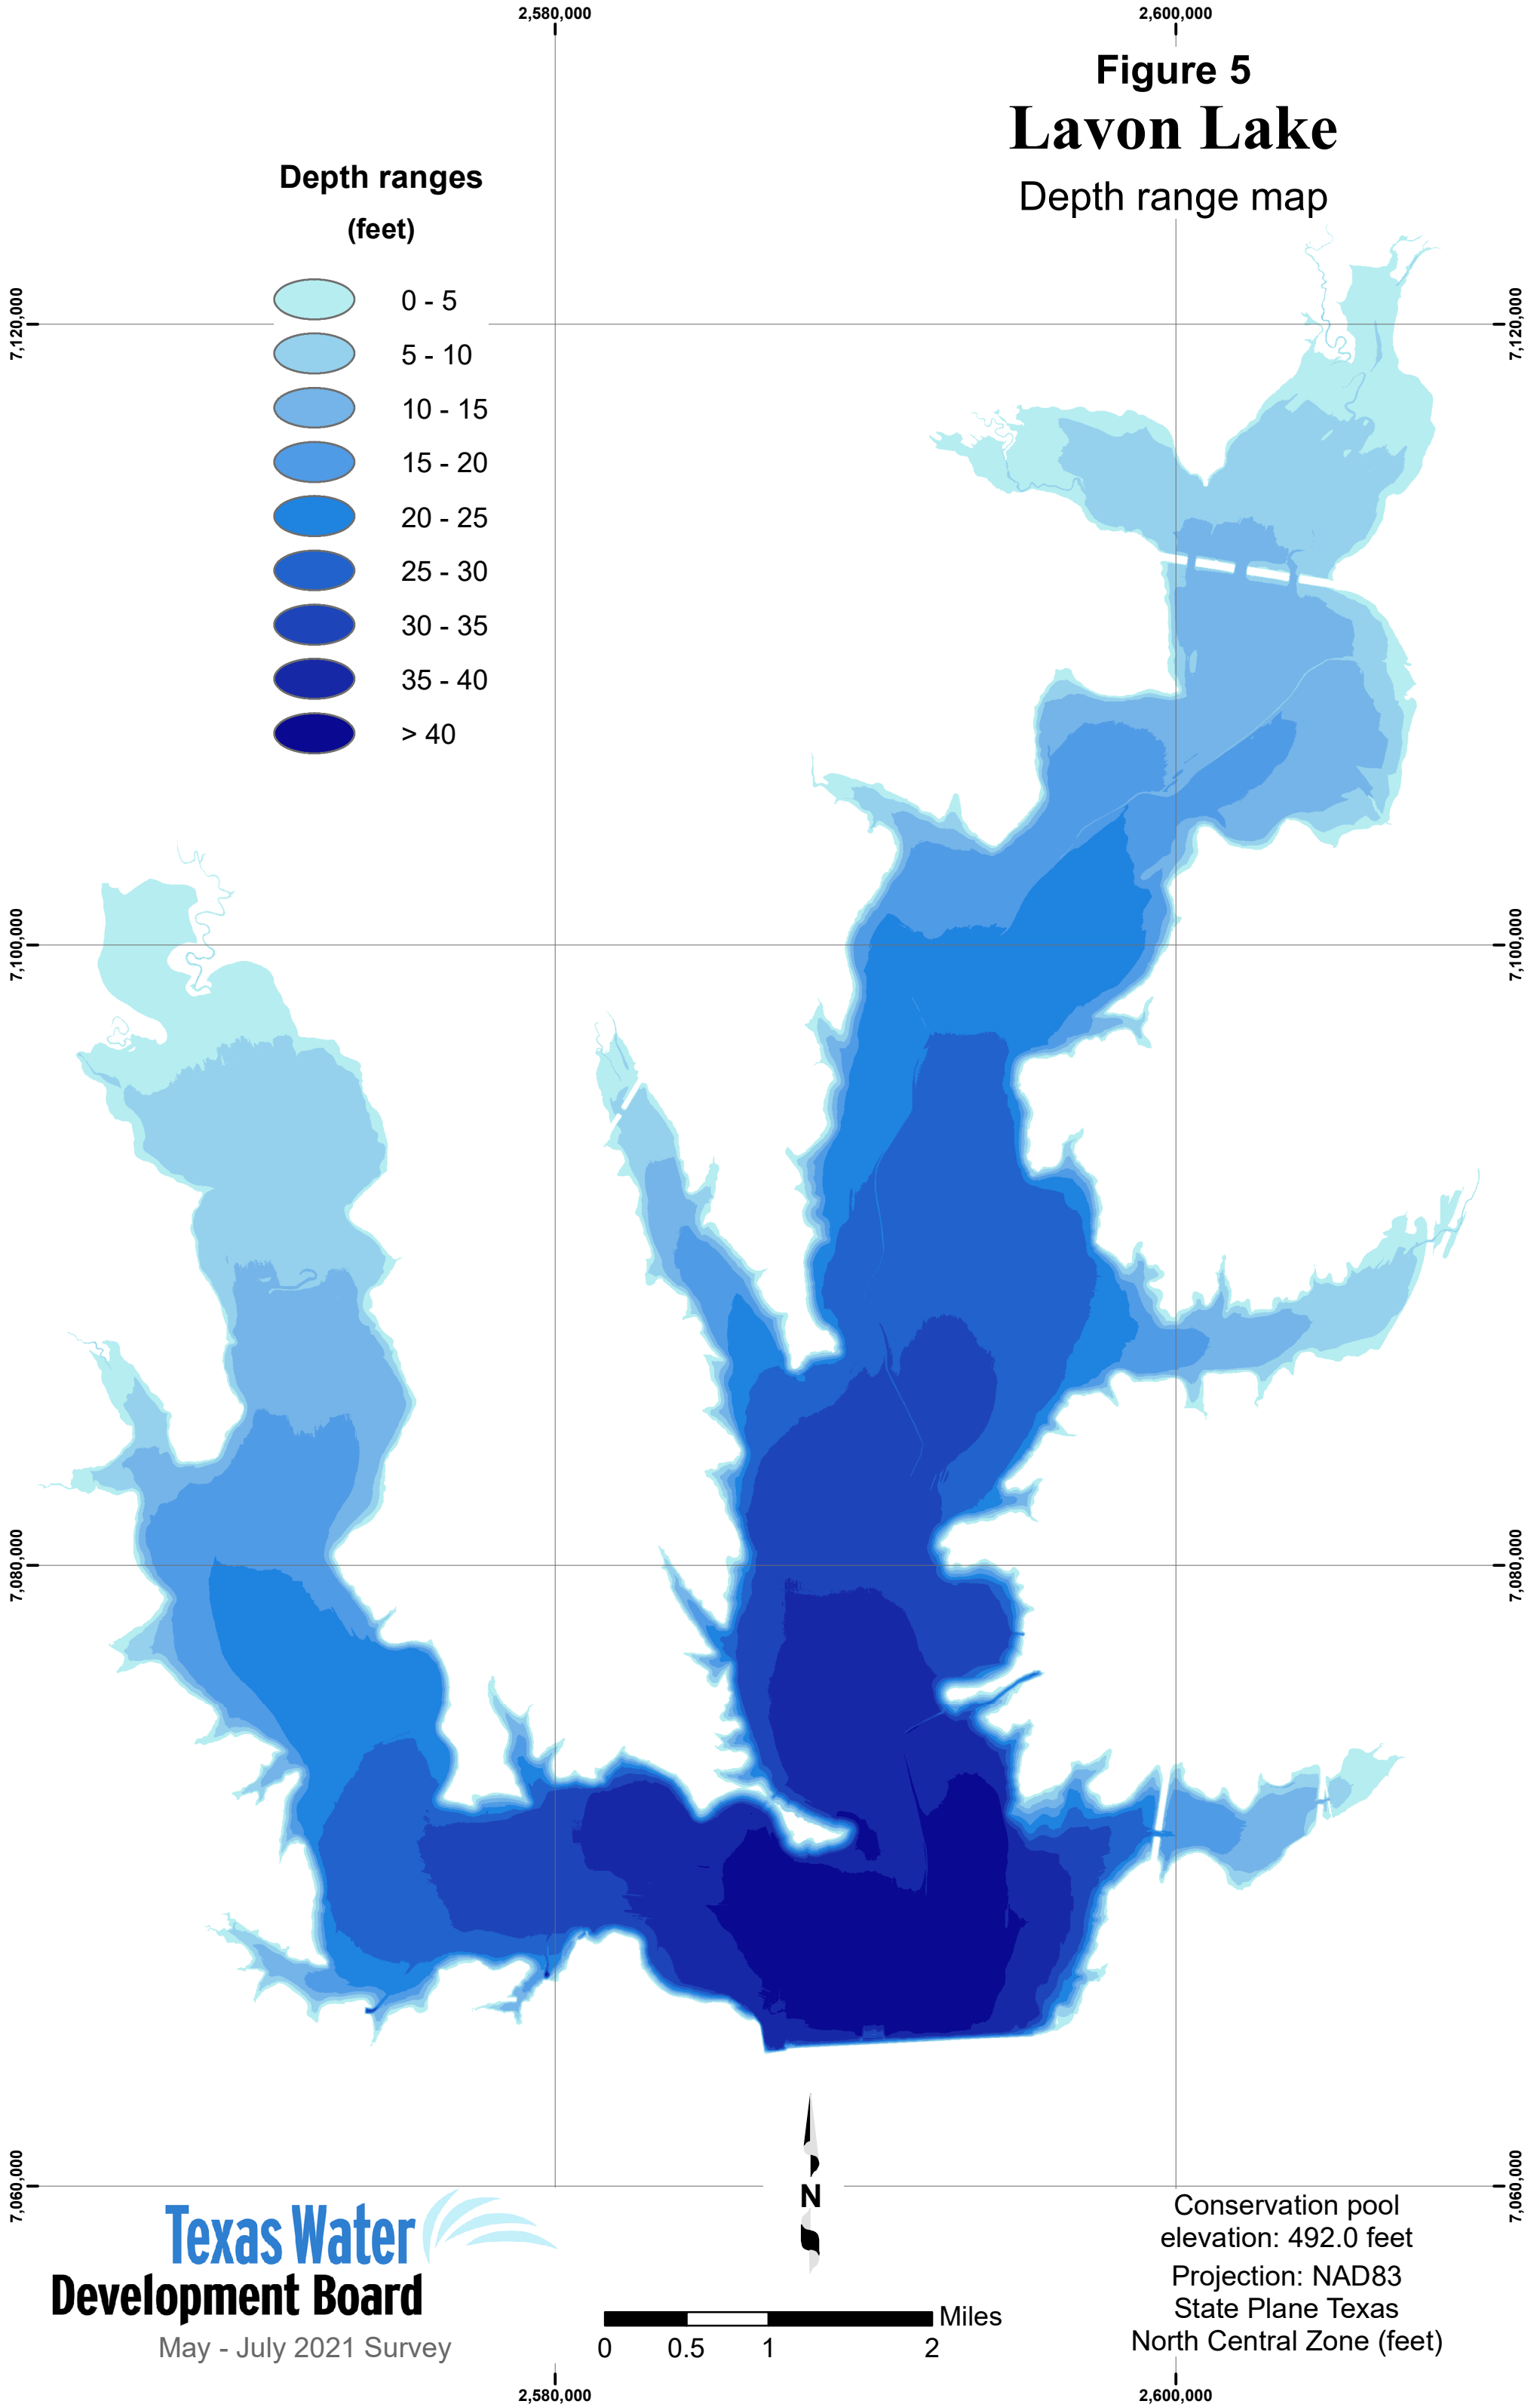 2,580,000
2,600,000
Figure 5
Lavon Lake
Depth range map
Depth ranges
(feet)
0 - 5
5 - 10
10 - 15
15 - 20
20 - 25
25 - 30
30 - 35
35 - 40
> 40
7,120,000
7,120,000
7,100,000
7,100,000
7,080,000
7,080,000
7,060,000
7,060,000
N
Texas Water
Development Board
May - July 2021 Survey
Miles
0
0.5
1
2
Conservation pool
elevation: 492.0 feet
Projection: NAD83
State Plane Texas
North Central Zone (feet)
2,580,000
2,600,000